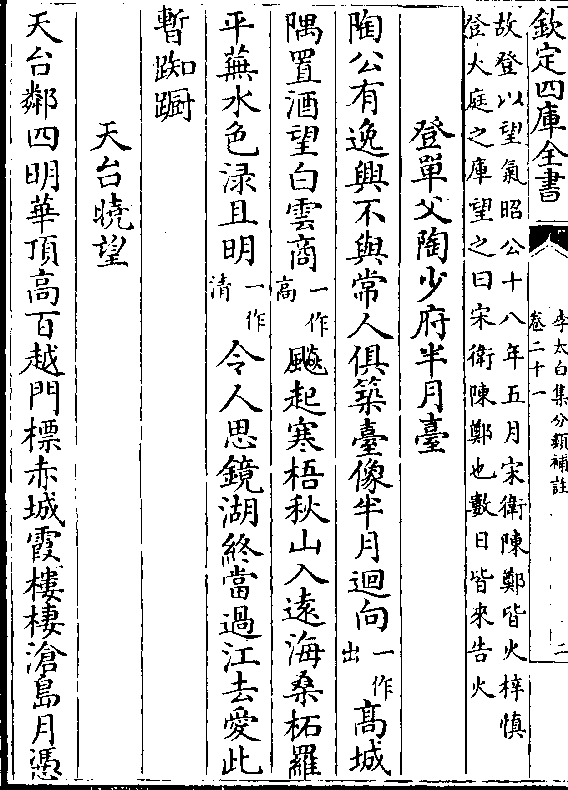 欽定四庫全書
李太白集分類補註
卷二十一
二
故登以望氣昭公十八年五月宋衛陳鄭皆火梓慎
登大庭之庫望之曰宋衛陳鄭也數日皆來告火
登單父陶少府半月臺
陶公有逸興不與常人俱築臺像半月迴向一作出高城
隅置酒望白雲商一作高飈起寒梧秋山入遠海桑柘羅
平蕪水色淥且明一作清令人思鏡湖終當過江去愛此
暫踟蹰
天台曉望
天台鄰四明華頂高百越門標赤城霞樓棲滄島月憑